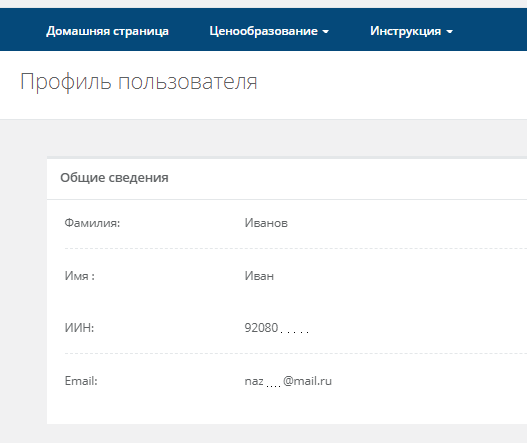 Домашняя страница Ценообразование Инструкция
Профиль пользователя
Общие сведения
Фамилия: Иванов
Имя : Иван
ИИН: 92080.....
Email: naz....@mail.ru